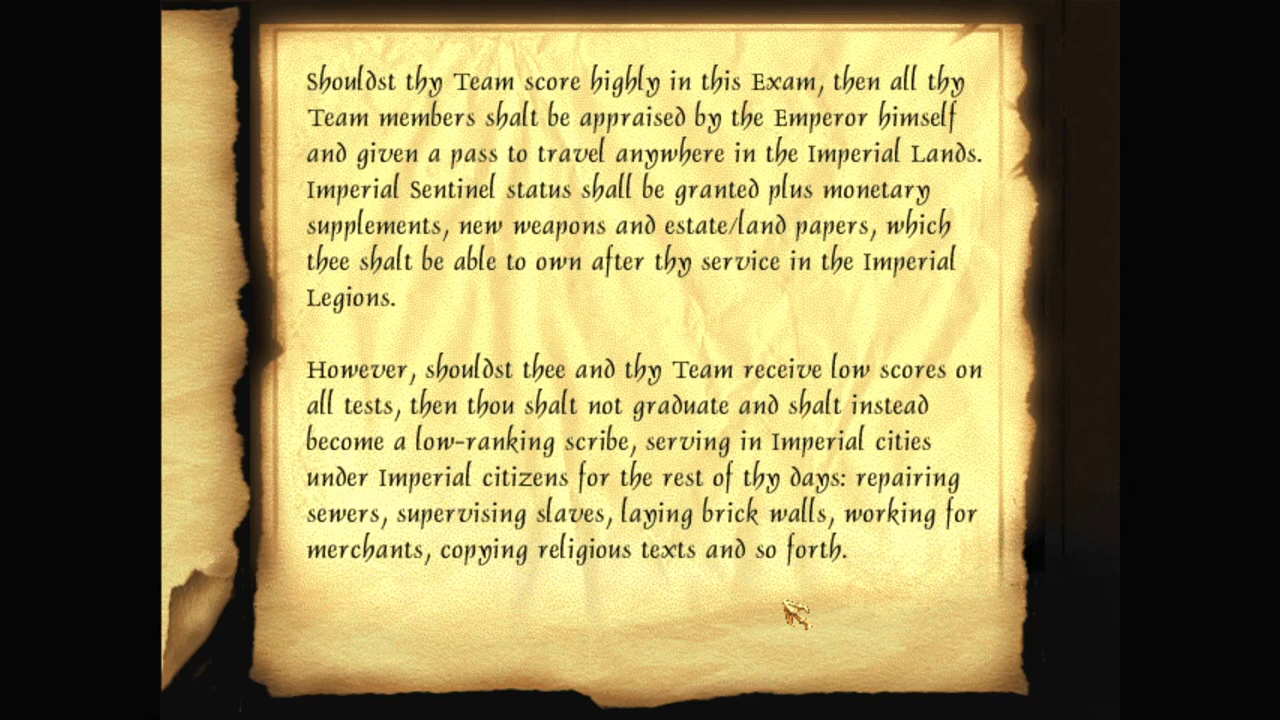 Shouldst thy Team score highly in this Exam, then all thy
Team members shalt be appraised by the Emperor himself
and given a pass to travel anywhere in the Imperial Lands.
Imperial Sentinel status shall be granted plus monetary
supplements, new weapons and estate/land papers, which
thee shalt be able to own after thy service in the Imperial
Legions.
However, shouldst thee and thy Team receive low scores on
all tests, then thou shalt not graduate and shalt instead
become a low-ranking scribe, serving in Imperial cities
under Imperial citizens for the rest of thy days: repairing
sewers, supervising slaves, laying brick walls, working for
merchants, copying religious texts and so forth.